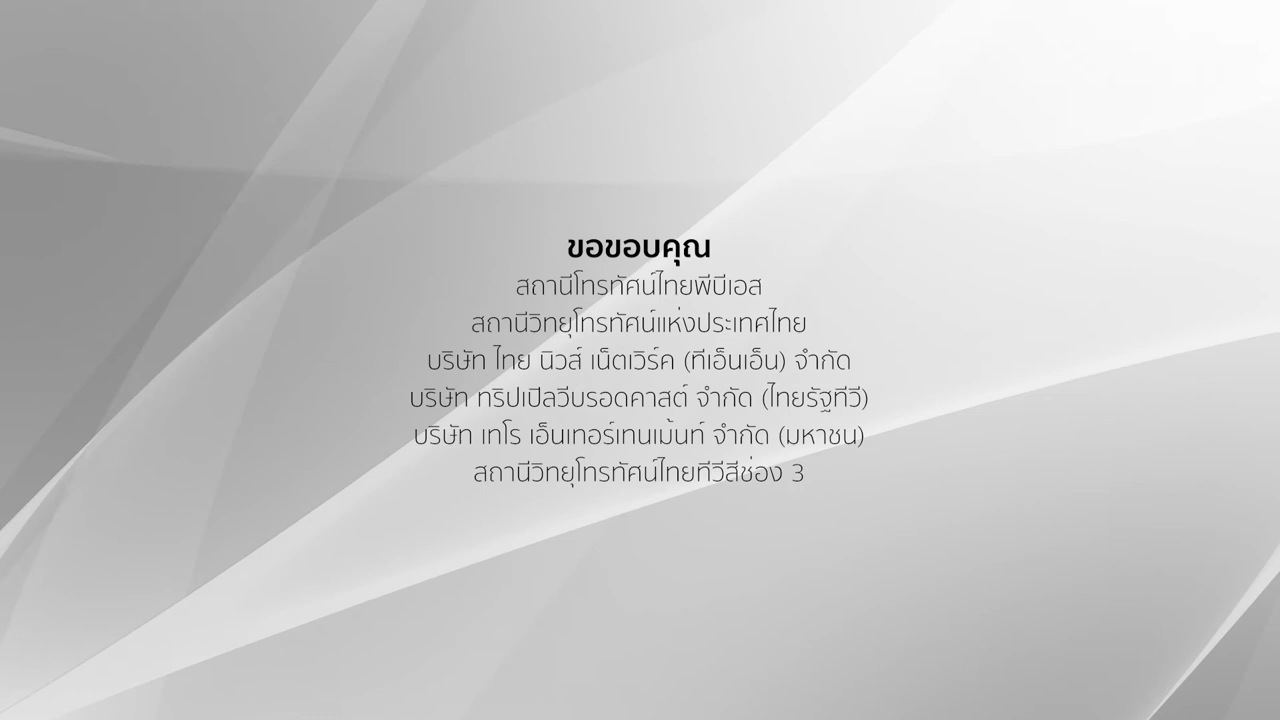 ขอขอบคุณ
สถานีโทรทัศน์ไทยพีบีเอส
สถานีวิทยุโทรทัศน์แห่งประเทศไทย
บริษัท ไทย นิวส์ เน็ตเวิร์ค (ทีเอ็นเอ็น) จำกัด
บริษัท ทริปเปิลวีบรอดคาสต์ จำกัด (ไทยรัฐทีวี)
บริษัท เทโร เอ็นเทอร์เทนเม้นท์ จำกัด (มหาชน)
สถานีวิทยุโทรทัศน์ไทยทีวีสีช่อง 3